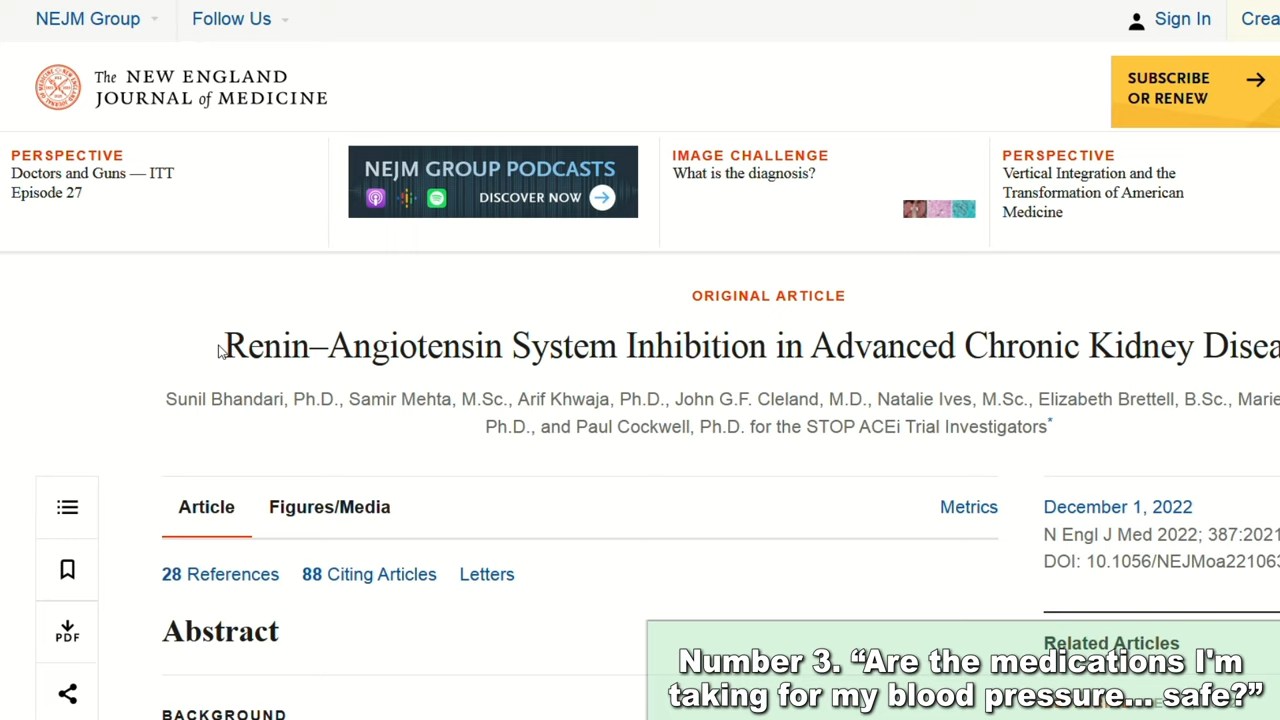 NEJM Group
Follow Us
Sign In
Crea
The NEW ENGLAND
JOURNAL of MEDICINE
SUBSCRIBE
OR RENEW
PERSPECTIVE
Doctors and Guns — ITT
Episode 27
NEJM GROUP PODCASTS
DISCOVER NOW
IMAGE CHALLENGE
What is the diagnosis?
PERSPECTIVE
Vertical Integration and the
Transformation of American
Medicine
ORIGINAL ARTICLE
Renin–Angiotensin System Inhibition in Advanced Chronic Kidney Disea
Sunil Bhandari, Ph.D., Samir Mehta, M.Sc., Arif Khwaja, Ph.D., John G.F. Cleland, M.D., Natalie Ives, M.Sc., Elizabeth Brettell, B.Sc., Marie
Ph.D., and Paul Cockwell, Ph.D. for the STOP ACEi Trial Investigators*
Article
Figures/Media
Metrics
December 1, 2022
N Engl J Med 2022; 387:2021
DOI: 10.1056/NEJMoa221063
28 References
88 Citing Articles
Letters
PDF
Abstract
Related Articles
Number 3. “Are the medications I'm
taking for my blood pressure... safe?”
BACKGROUND